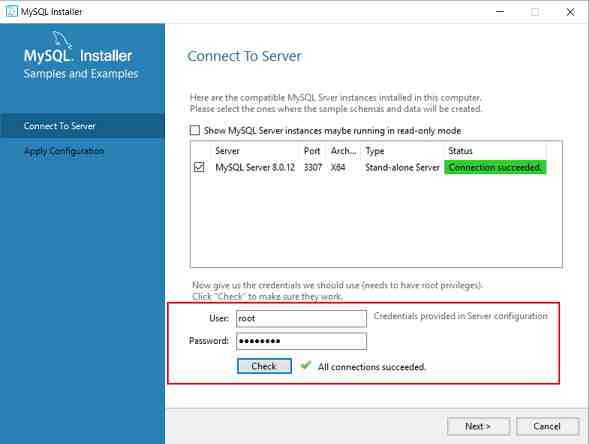 MySQL Installer
MySQL. Installer
Samples and Examples
Connect To Server
Apply Configuration
Connect To Server
Here are the compatible MySQL Srver instances installed in this computer.
Please select the ones where the sample schemas and data will be created.
Show MySQL Server instances maybe running in read-only mode
Server Port Arch... Type Status
MySQL Server 8.0.12 3307 X64 Stand-alone Server Connection succeeded.
Now give us the credentials we should use (needs to have root privileges).
Click "Check" to make sure they work.
User: root Credentials provided in Server configuration
Password: ●●●●●●●●
Check All connections succeeded.
Next > Cancel